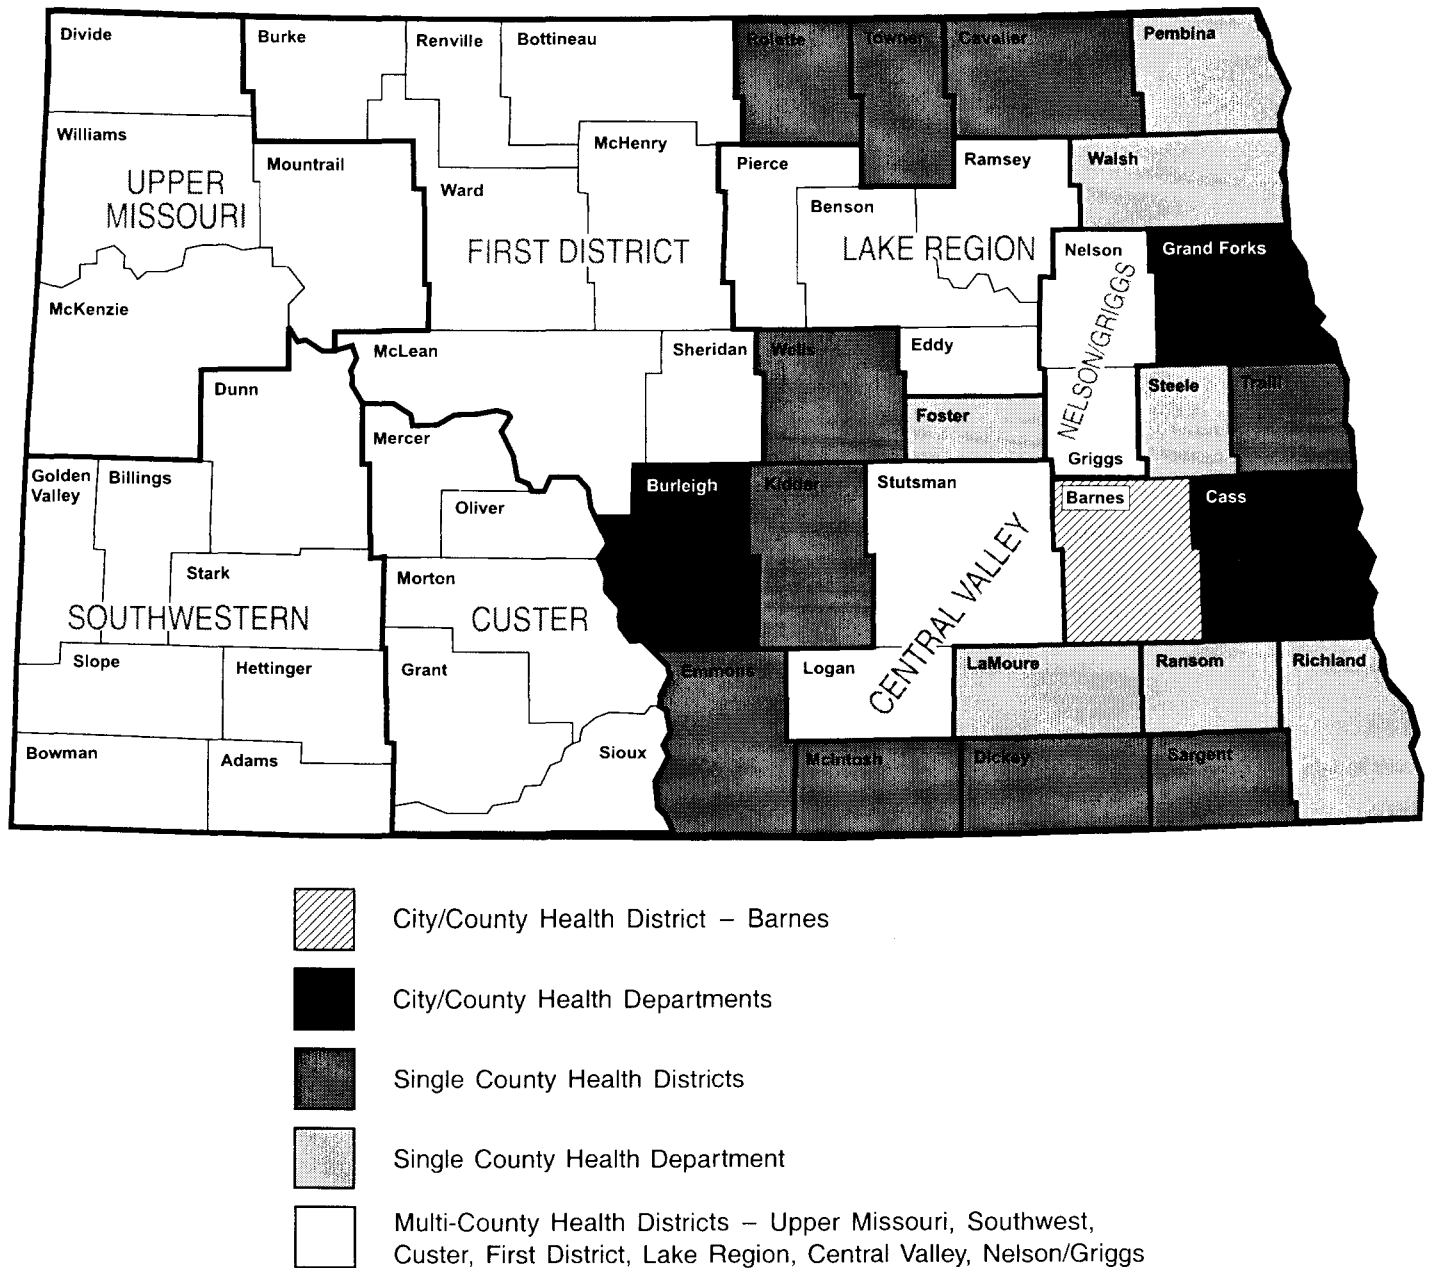 Divide
Burke
Renville
Bottineau
Rolette
Towner
Cavalier
Pembina
Williams
Mountrail
McHenry
Pierce
Ramsey
Walsh
UPPER
MISSOURI
Ward
Benson
FIRST DISTRICT
LAKE REGION
Nelson
Grand Forks
McKenzie
NELSON/GRIGGS
McLean
Sheridan
Wells
Eddy
Dunn
Steele
Traill
Foster
Mercer
Griggs
Golden
Valley
Billings
Burleigh
Kidder
Stutsman
Barnes
Cass
Oliver
CENTRAL VALLEY
Stark
Morton
SOUTHWESTERN
CUSTER
Slope
Hettinger
Grant
Emmons
Logan
LaMoure
Ransom
Richland
Bowman
Adams
Sioux
McIntosh
Dickey
Sargent
City/County Health District – Barnes
City/County Health Departments
Single County Health Districts
Single County Health Department
Multi-County Health Districts – Upper Missouri, Southwest,
Custer, First District, Lake Region, Central Valley, Nelson/Griggs